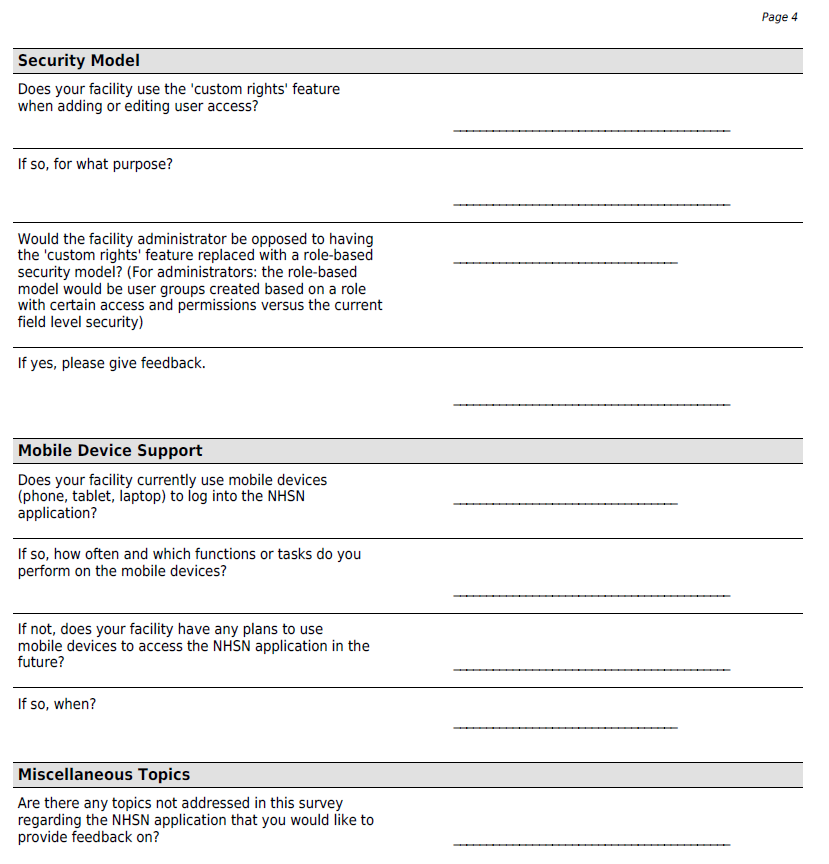 Page 4
Security Model
Does your facility use the 'custom rights' feature
when adding or editing user access?
If so, for what purpose?
Would the facility administrator be opposed to having
the 'custom rights' feature replaced with a role-based
security model? (For administrators: the role-based
model would be user groups created based on a role
with certain access and permissions versus the current
field level security)
If yes, please give feedback.
Mobile Device Support
Does your facility currently use mobile devices
(phone, tablet, laptop) to log into the NHSN
application?
If so, how often and which functions or tasks do you
perform on the mobile devices?
If not, does your facility have any plans to use
mobile devices to access the NHSN application in the
future?
If so, when?
Miscellaneous Topics
Are there any topics not addressed in this survey
regarding the NHSN application that you would like to
provide feedback on?